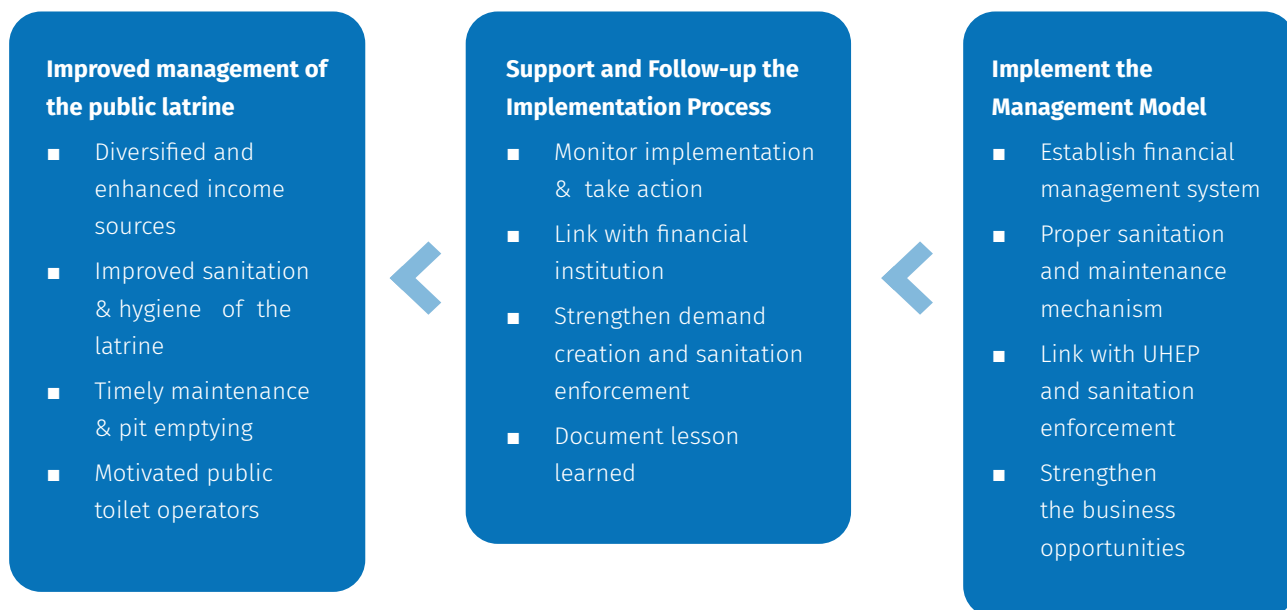 Improved management of
the public latrine
■ Diversified and
enhanced income
sources
■ Improved sanitation
& hygiene of the
latrine
■ Timely maintenance
& pit emptying
■ Motivated public
toilet operators
Support and Follow-up the
Implementation Process
■ Monitor implementation
& take action
■ Link with financial
institution
■ Strengthen demand
creation and sanitation
enforcement
■ Document lesson
learned
Implement the
Management Model
■ Establish financial
management system
■ Proper sanitation
and maintenance
mechanism
■ Link with UHEP
and sanitation
enforcement
■ Strengthen
the business
opportunities